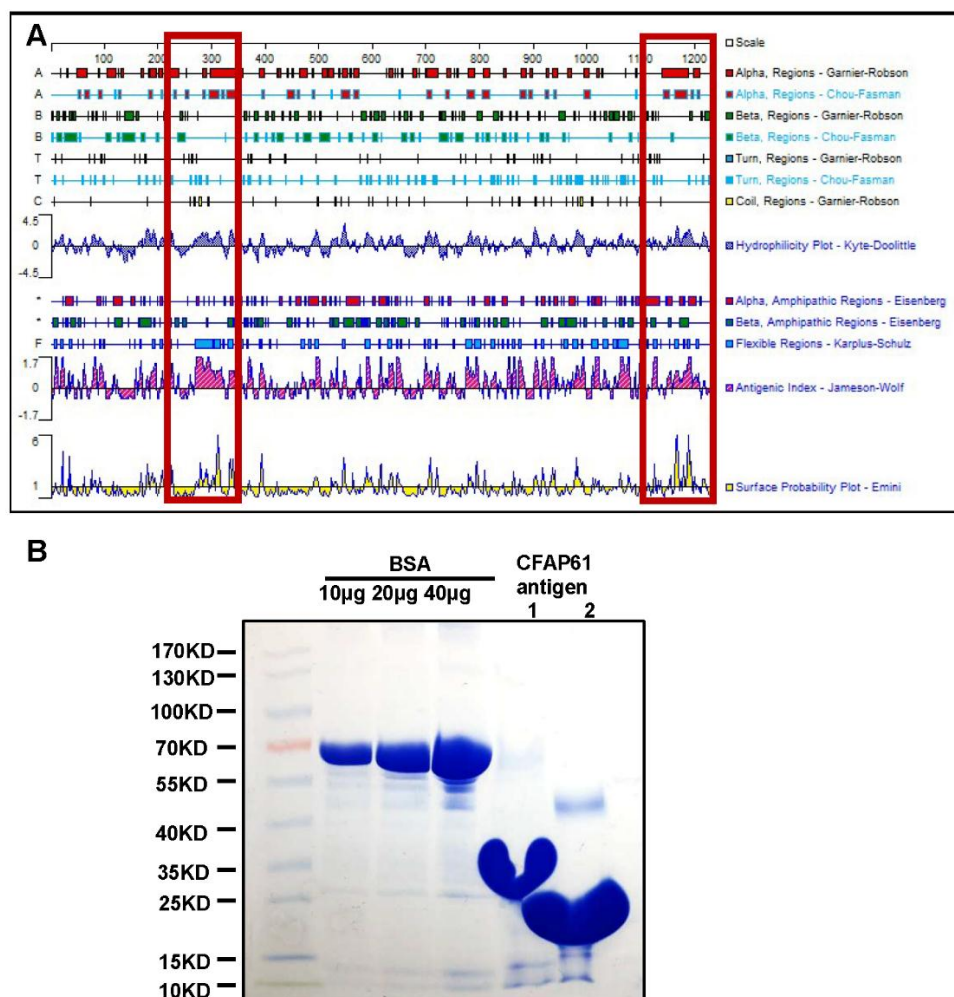 A
100 200 300 400 500 600 700 800 900 1000 1100 1200
Scale
A Alpha, Regions - Garnier-Robson
A Alpha, Regions - Chou-Fasman
B Beta, Regions - Garnier-Robson
B Beta, Regions - Chou-Fasman
T Turn, Regions - Garnier-Robson
T Turn, Regions - Chou-Fasman
C Coil, Regions - Garnier-Robson
4.5
0 Hydrophilicity Plot - Kyte-Doolittle
-4.5
* Alpha, Amphipathic Regions - Eisenberg
* Beta, Amphipathic Regions - Eisenberg
F Flexible Regions - Karplus-Schulz
1.7
0 Antigenic Index - Jameson-Wolf
-1.7
6
1 Surface Probability Plot - Emini
B
BSA CFAP61
10μg 20μg 40μg antigen
1 2
170KD
130KD
100KD
70KD
55KD
40KD
35KD
25KD
15KD
10KD